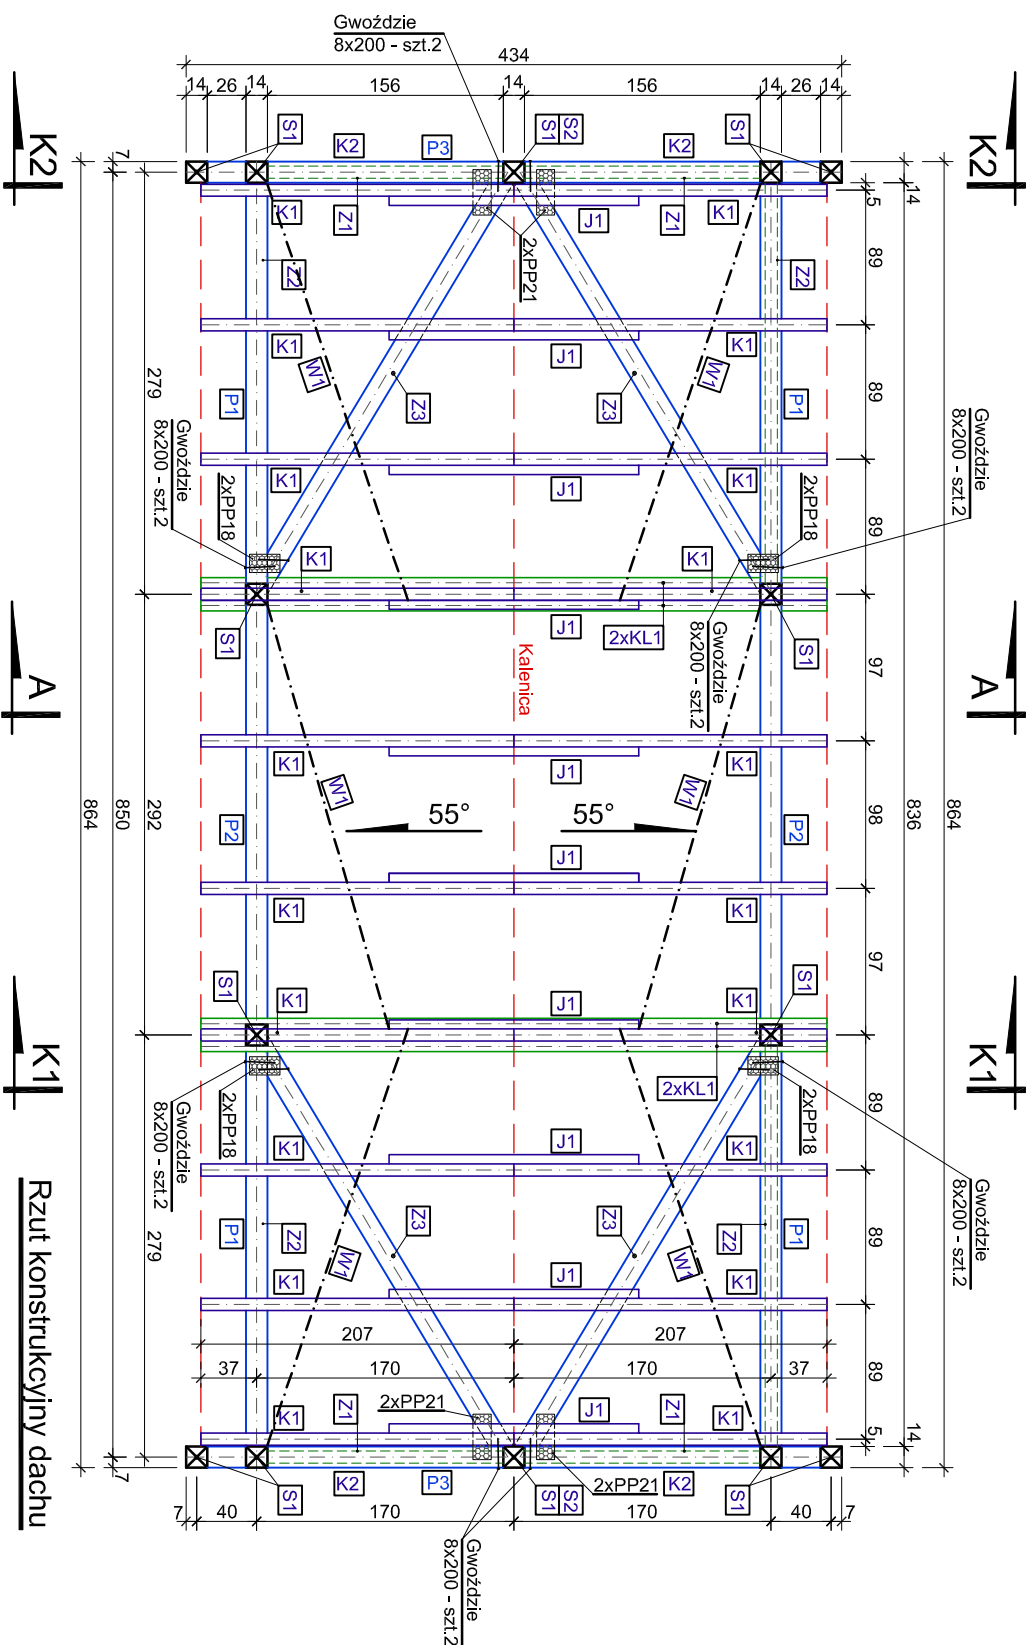 Gwoździe
8x200 - szt.2
434
14
26
14
156
14
156
14
26
14
K2
K2
S1
K2
P3
S1
S2
K2
S1
7
14
5
K1
Z1
J1
Z1
K1
2xPP21
Z2
Z2
89
K1
J1
K1
W1
W1
Z3
Z3
279
P1
P1
89
Gwoździe
8x200 - szt.2
Gwoździe
8x200 - szt.2
K1
J1
K1
2xPP18
2xPP18
89
K1
K1
J1
2xKL1
S1
S1
Gwoździe
8x200 - szt.2
Kalenica
A
A
97
K1
J1
K1
W1
W1
55°
55°
864
850
292
P2
P2
98
836
864
J1
K1
K1
97
S1
S1
K1
J1
K1
K1
K1
2xKL1
2xPP18
2xPP18
89
Gwoździe
8x200 - szt.2
Gwoździe
8x200 - szt.2
K1
J1
K1
Z3
Z3
P1
Z2
Z2
P1
89
279
W1
W1
K1
J1
K1
207
207
37
170
170
37
89
2xPP21
K1
Z1
J1
Z1
K1
5
14
7
S1
K2
P3
S1
S2
2xPP21
K2
S1
7
40
170
170
40
7
Gwoździe
8x200 - szt.2
Rzut konstrukcyjny dachu